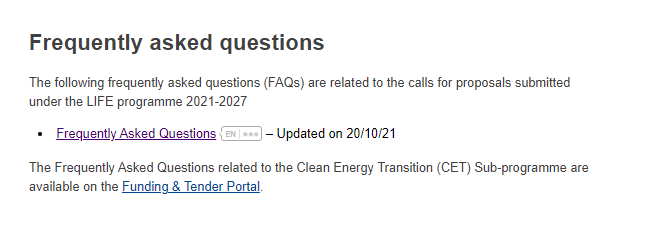 Frequently asked questions
The following frequently asked questions (FAQs) are related to the calls for proposals submitted
under the LIFE programme 2021-2027
• Frequently Asked Questions EN ••• – Updated on 20/10/21
The Frequently Asked Questions related to the Clean Energy Transition (CET) Sub-programme are
available on the Funding & Tender Portal.